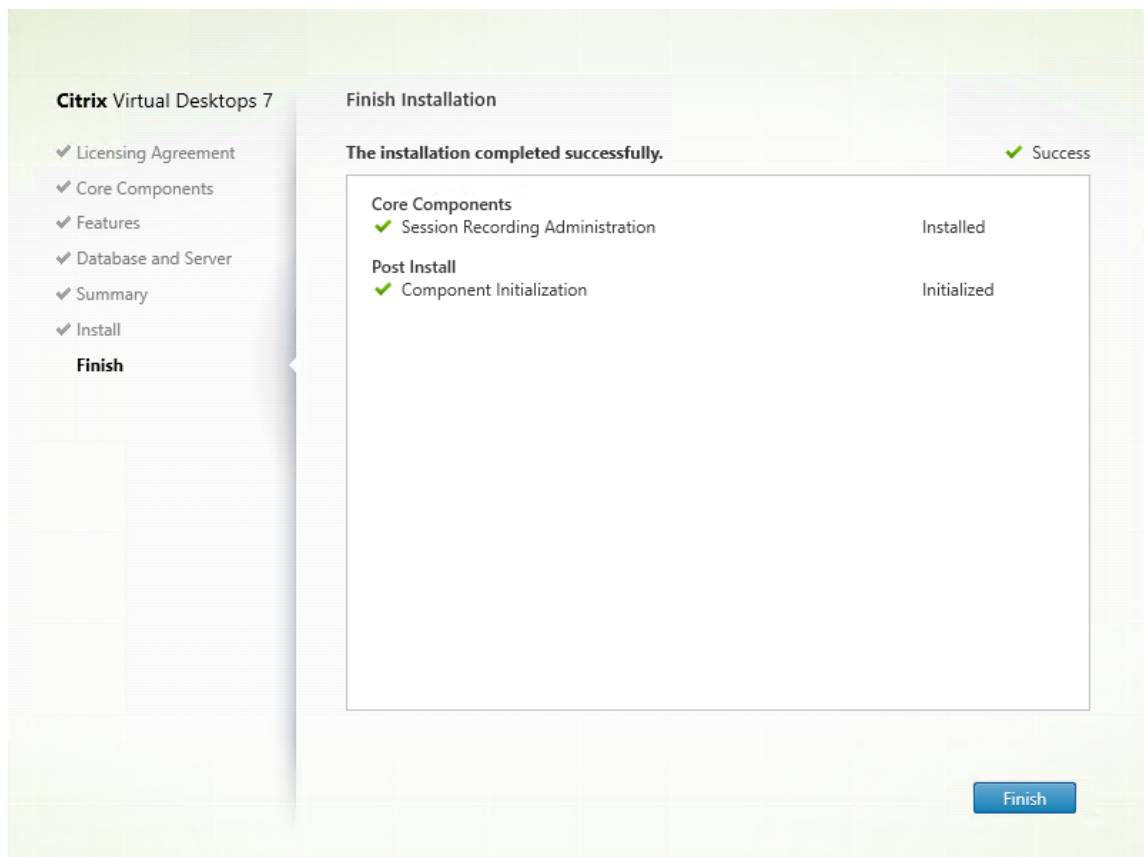 Citrix Virtual Desktops 7
Licensing Agreement
Core Components
Features
Database and Server
Summary
Install
Finish
Finish Installation
The installation completed successfully.
Success
Core Components
Session Recording Administration Installed
Post Install
Component Initialization Initialized
Finish